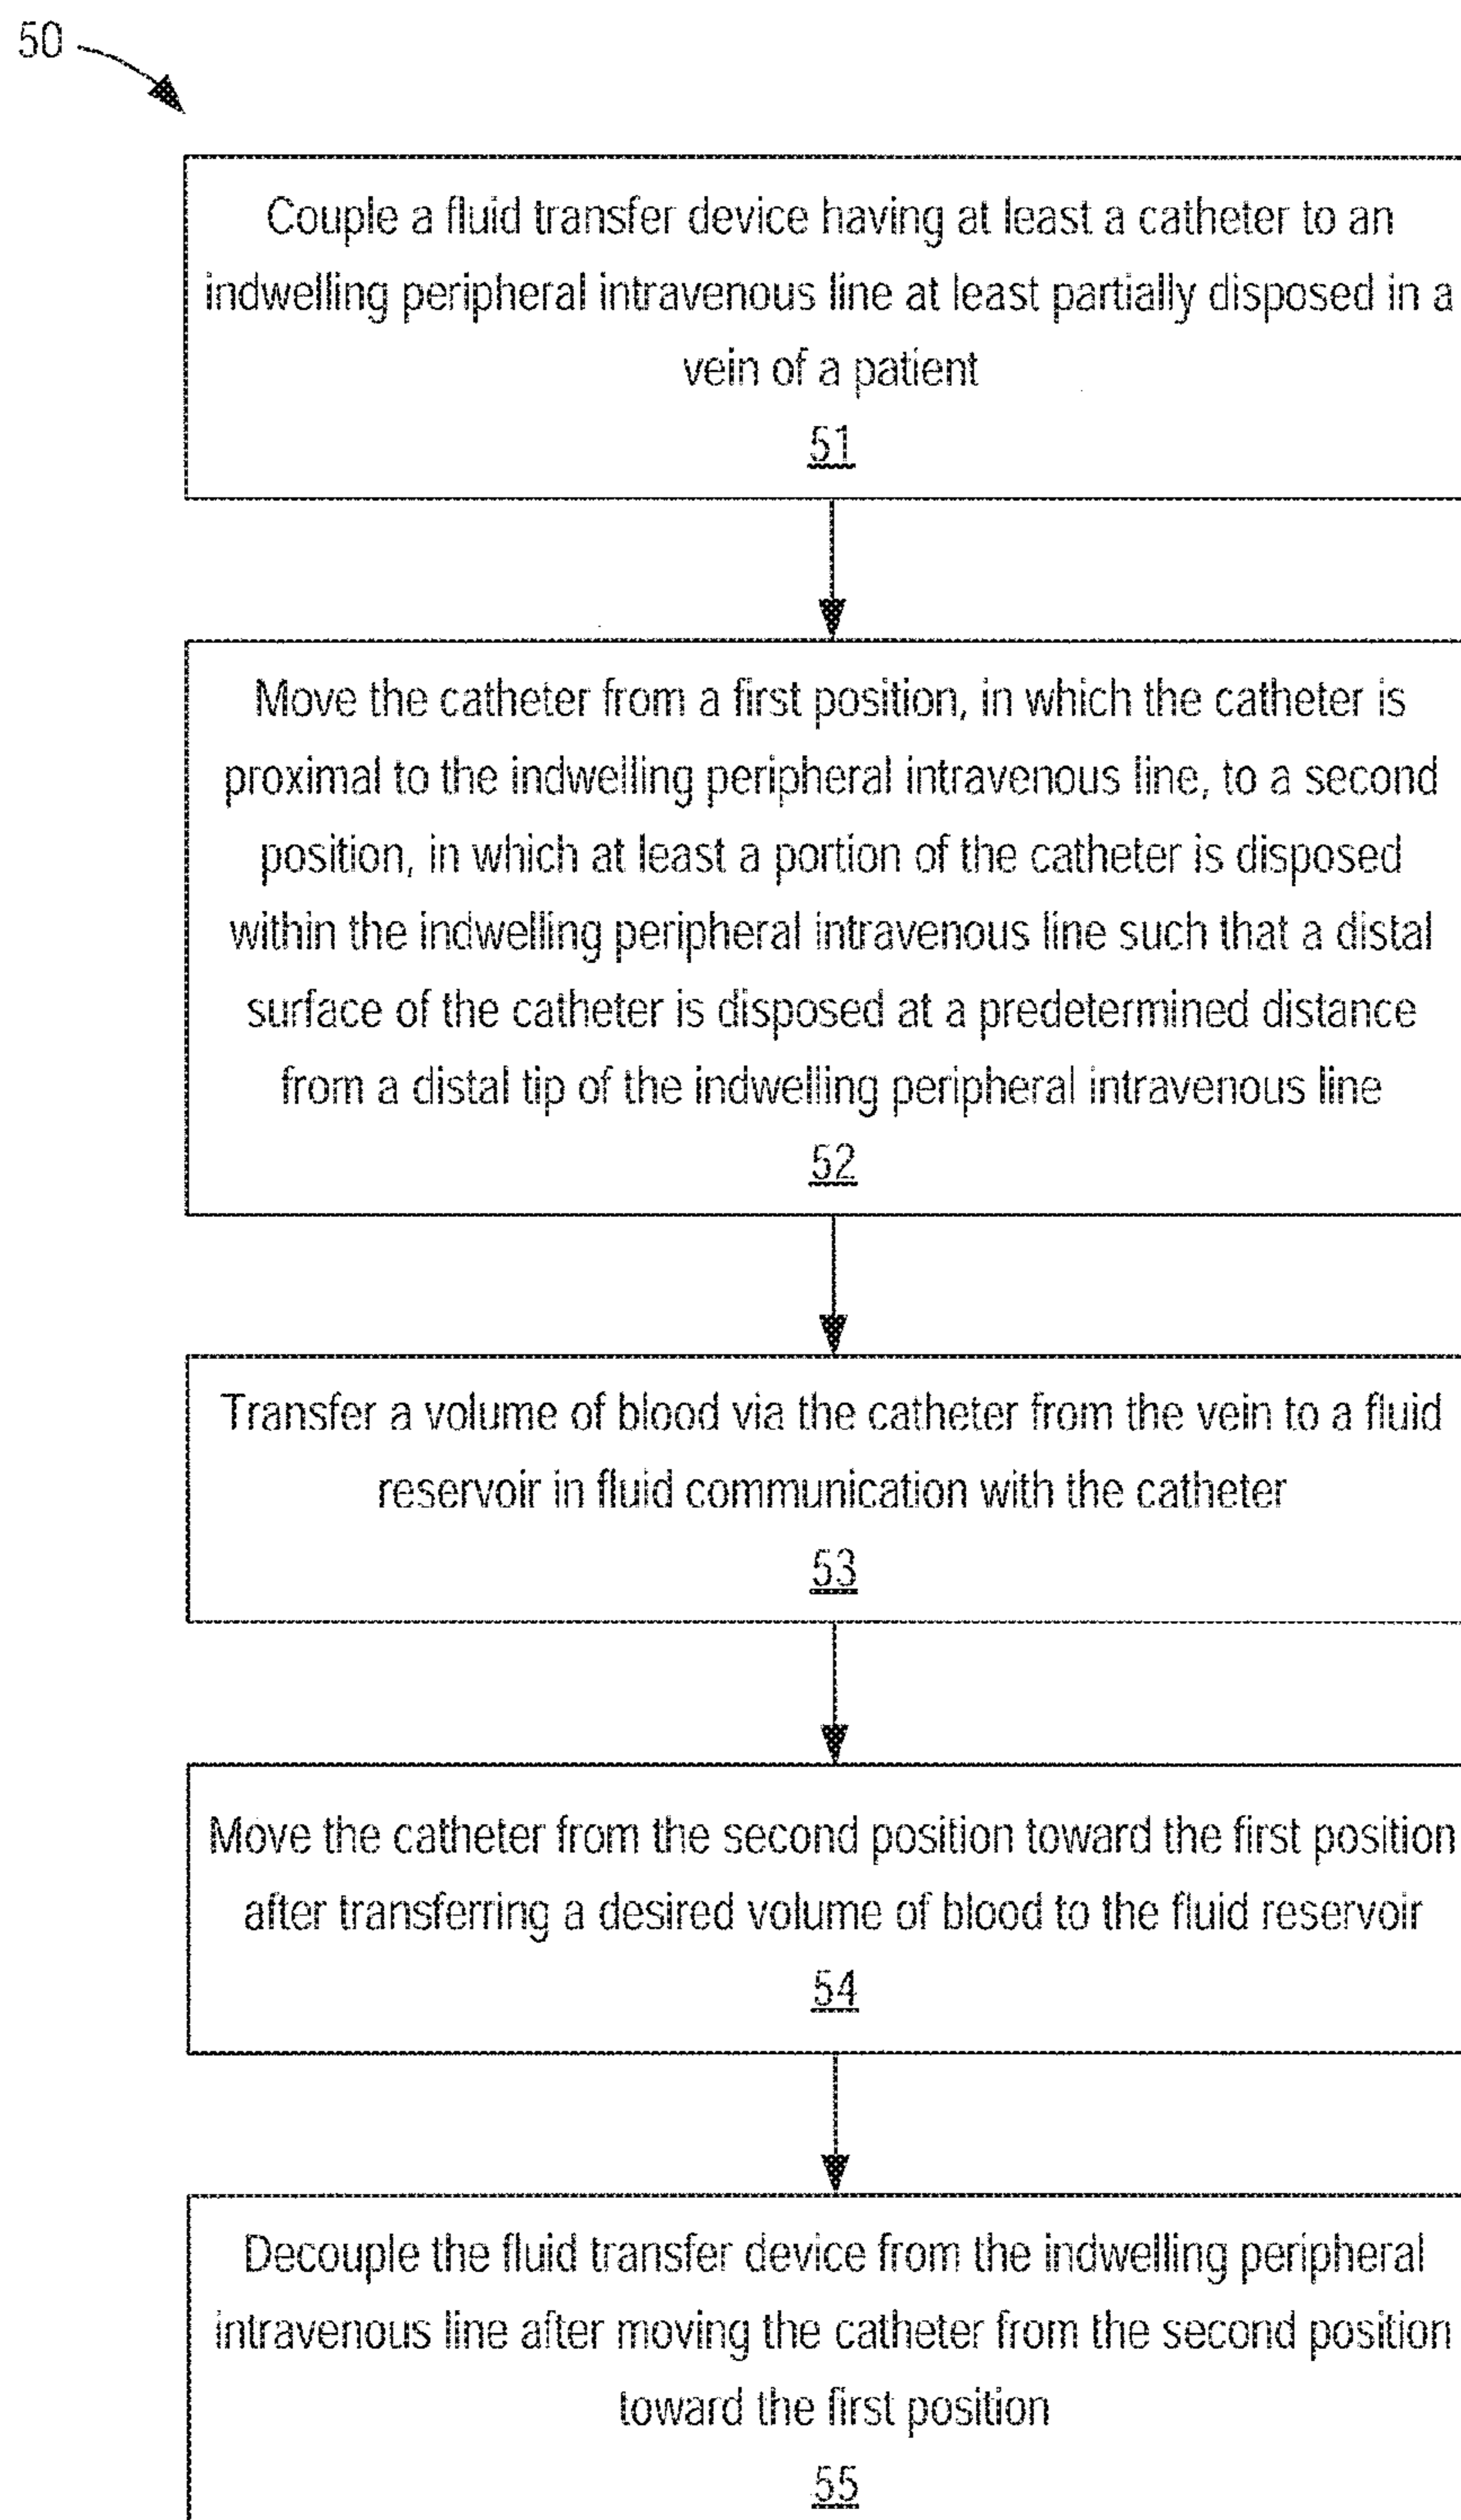 50
Couple a fluid transfer device having at least a catheter to an
indwelling peripheral intravenous line at least partially disposed in a
vein of a patient
51
Move the catheter from a first position, in which the catheter is
proximal to the indwelling peripheral intravenous line, to a second
position, in which at least a portion of the catheter is disposed
within the indwelling peripheral intravenous line such that a distal
surface of the catheter is disposed at a predetermined distance
from a distal tip of the indwelling peripheral intravenous line
52
Transfer a volume of blood via the catheter from the vein to a fluid
reservoir in fluid communication with the catheter
53
Move the catheter from the second position toward the first position
after transferring a desired volume of blood to the fluid reservoir
54
Decouple the fluid transfer device from the indwelling peripheral
intravenous line after moving the catheter from the second position
toward the first position
55